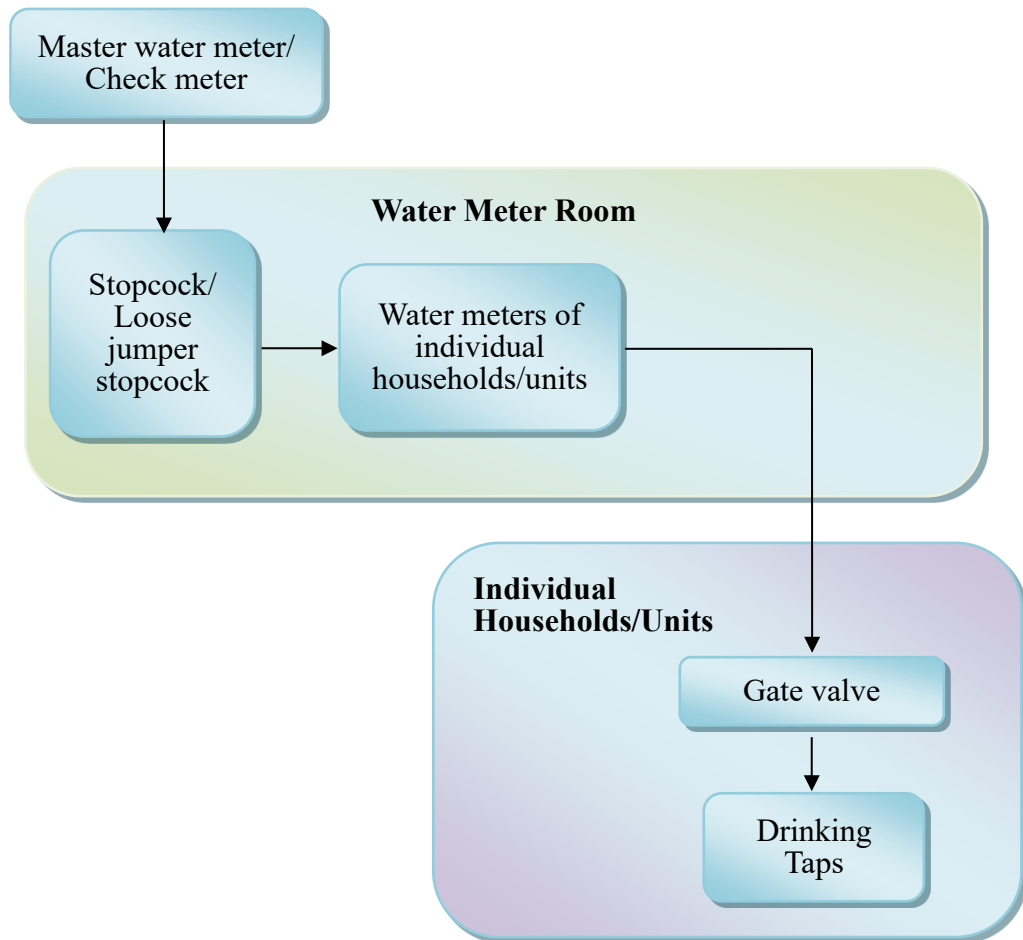 Master water meter/
Check meter
Water Meter Room
Stopcock/
Loose
jumper
stopcock
Water meters of
individual
households/units
Individual
Households/Units
Gate valve
Drinking
Taps